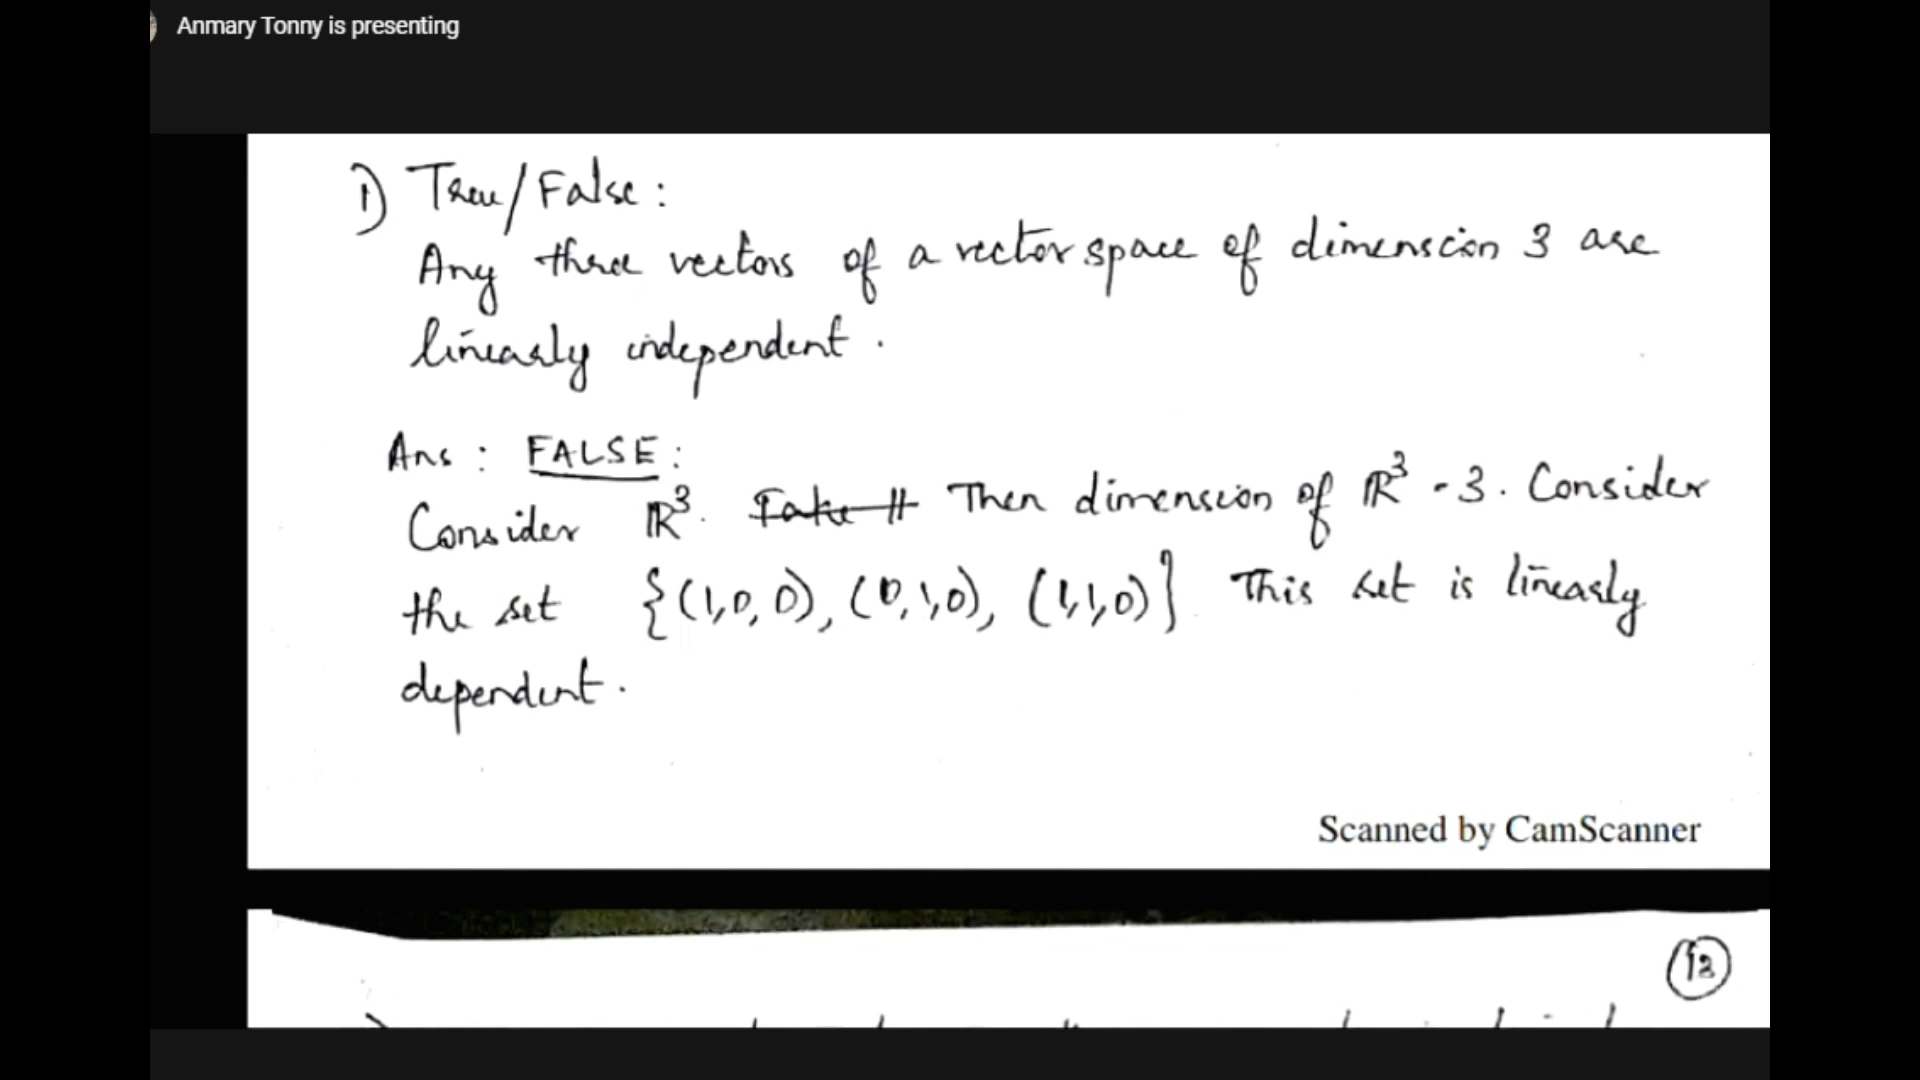 Anmary Tonny is presenting
1) True/False:
Any three vectors of a vector space of dimension 3 are
linearly independent.
Ans: FALSE:
Consider ℝ³. Take Then dimension of ℝ³ - 3. Consider
the set {(1,0,0), (0,1,0), (1,1,0)} This set is linearly
dependent.
Scanned by CamScanner